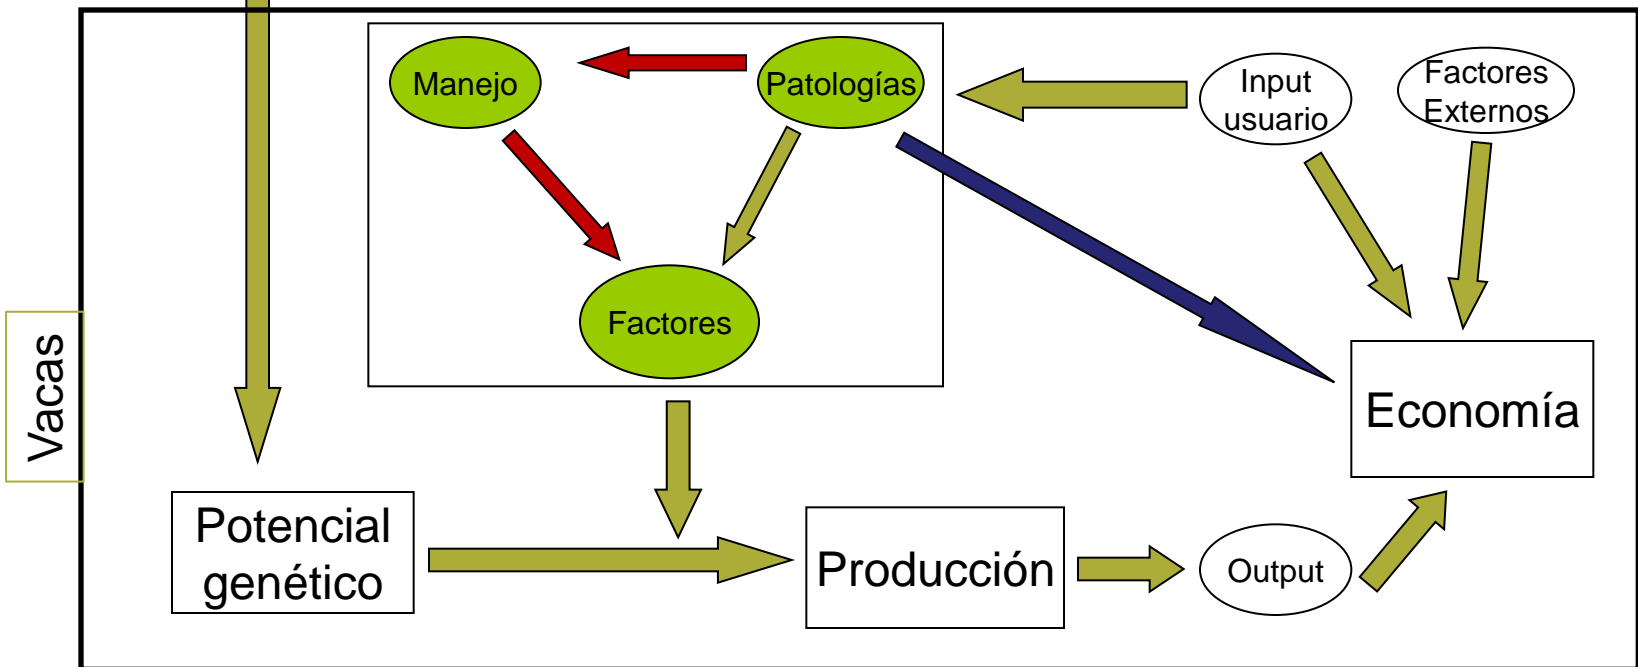 Manejo
Patologías
Input
usuario
Factores
Externos
Factores
Vacas
Economía
Potencial
genético
Producción
Output